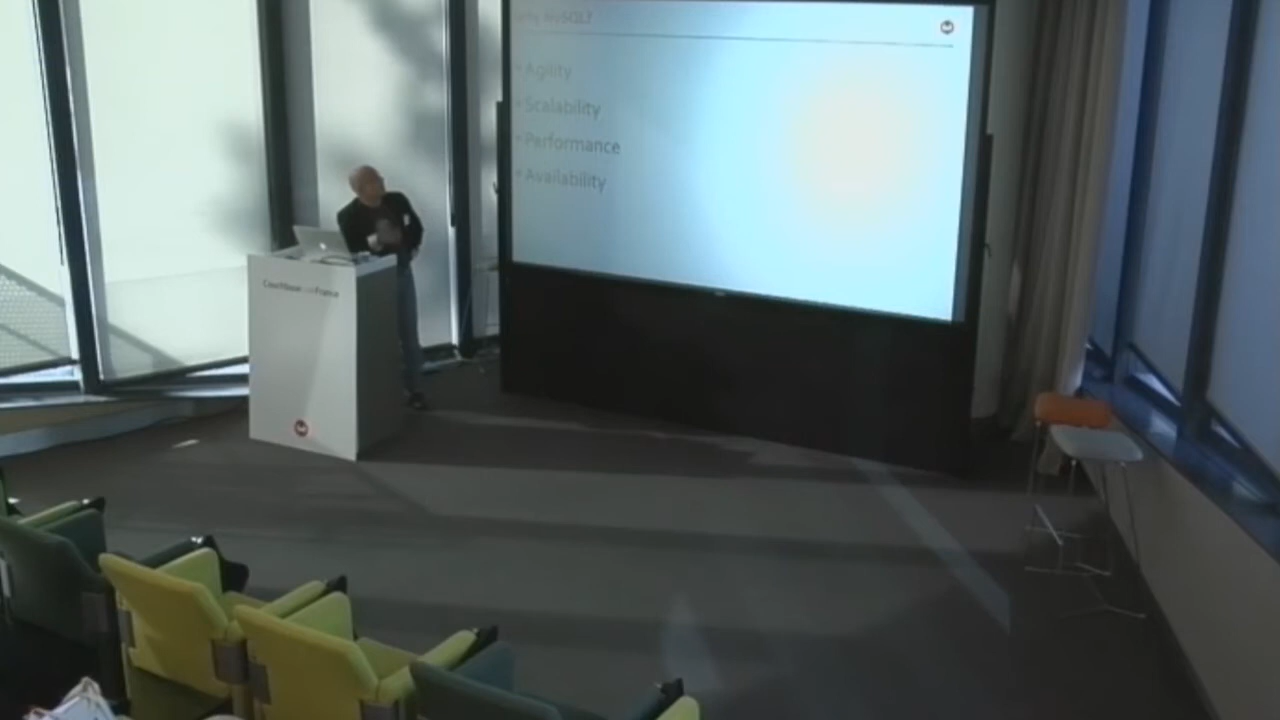 Why NoSQL?
• Agility
• Scalability
• Performance
• Availability
Couchbase France